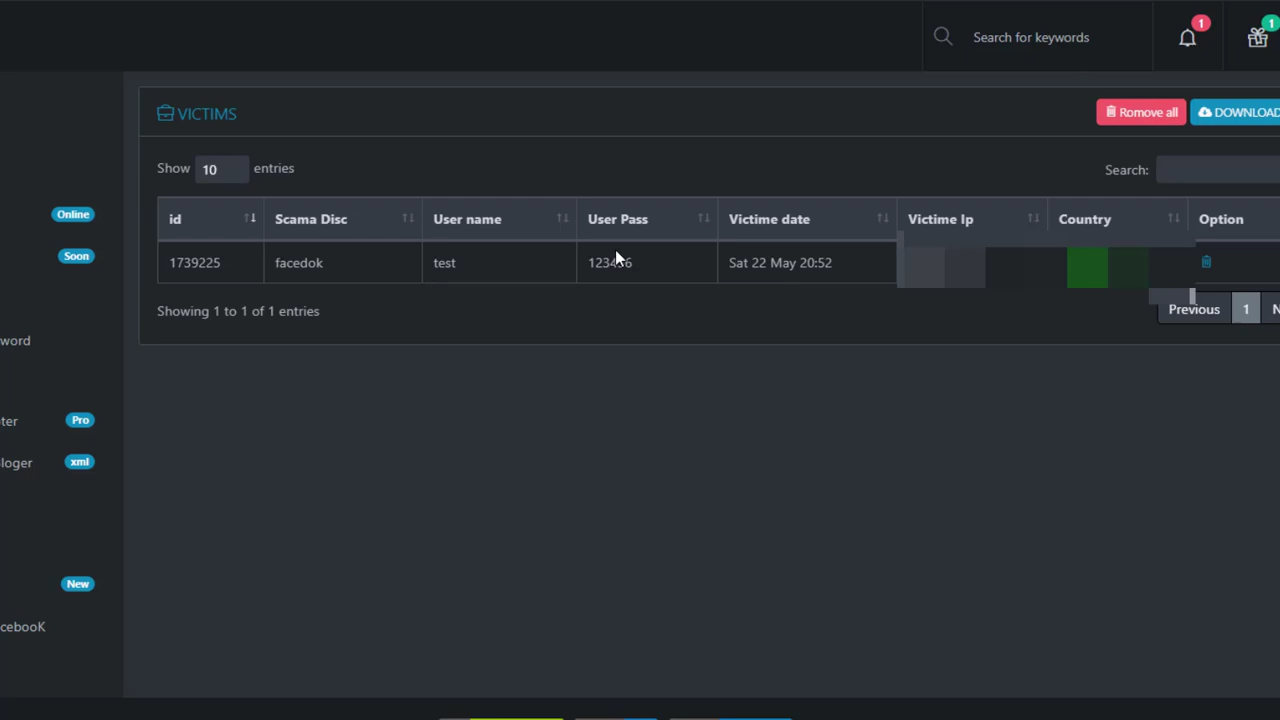 Search for keywords
1
1
VICTIMS
Romove all
DOWNLOAD
Show 10 entries
Search:
id
Scama Disc
User name
User Pass
Victime date
Victime Ip
Country
Option
1739225
facedok
test
123456
Sat 22 May 20:52
Showing 1 to 1 of 1 entries
Previous
1
N
Online
Soon
word
ter
Pro
loger
xml
New
cebooK